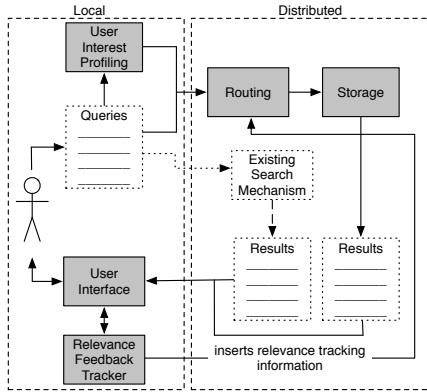 Local
Distributed
User
Interest
Profiling
Routing
Storage
Queries
Existing
Search
Mechanism
Results
Results
User
Interface
Relevance
Feedback
Tracker
inserts relevance tracking
information